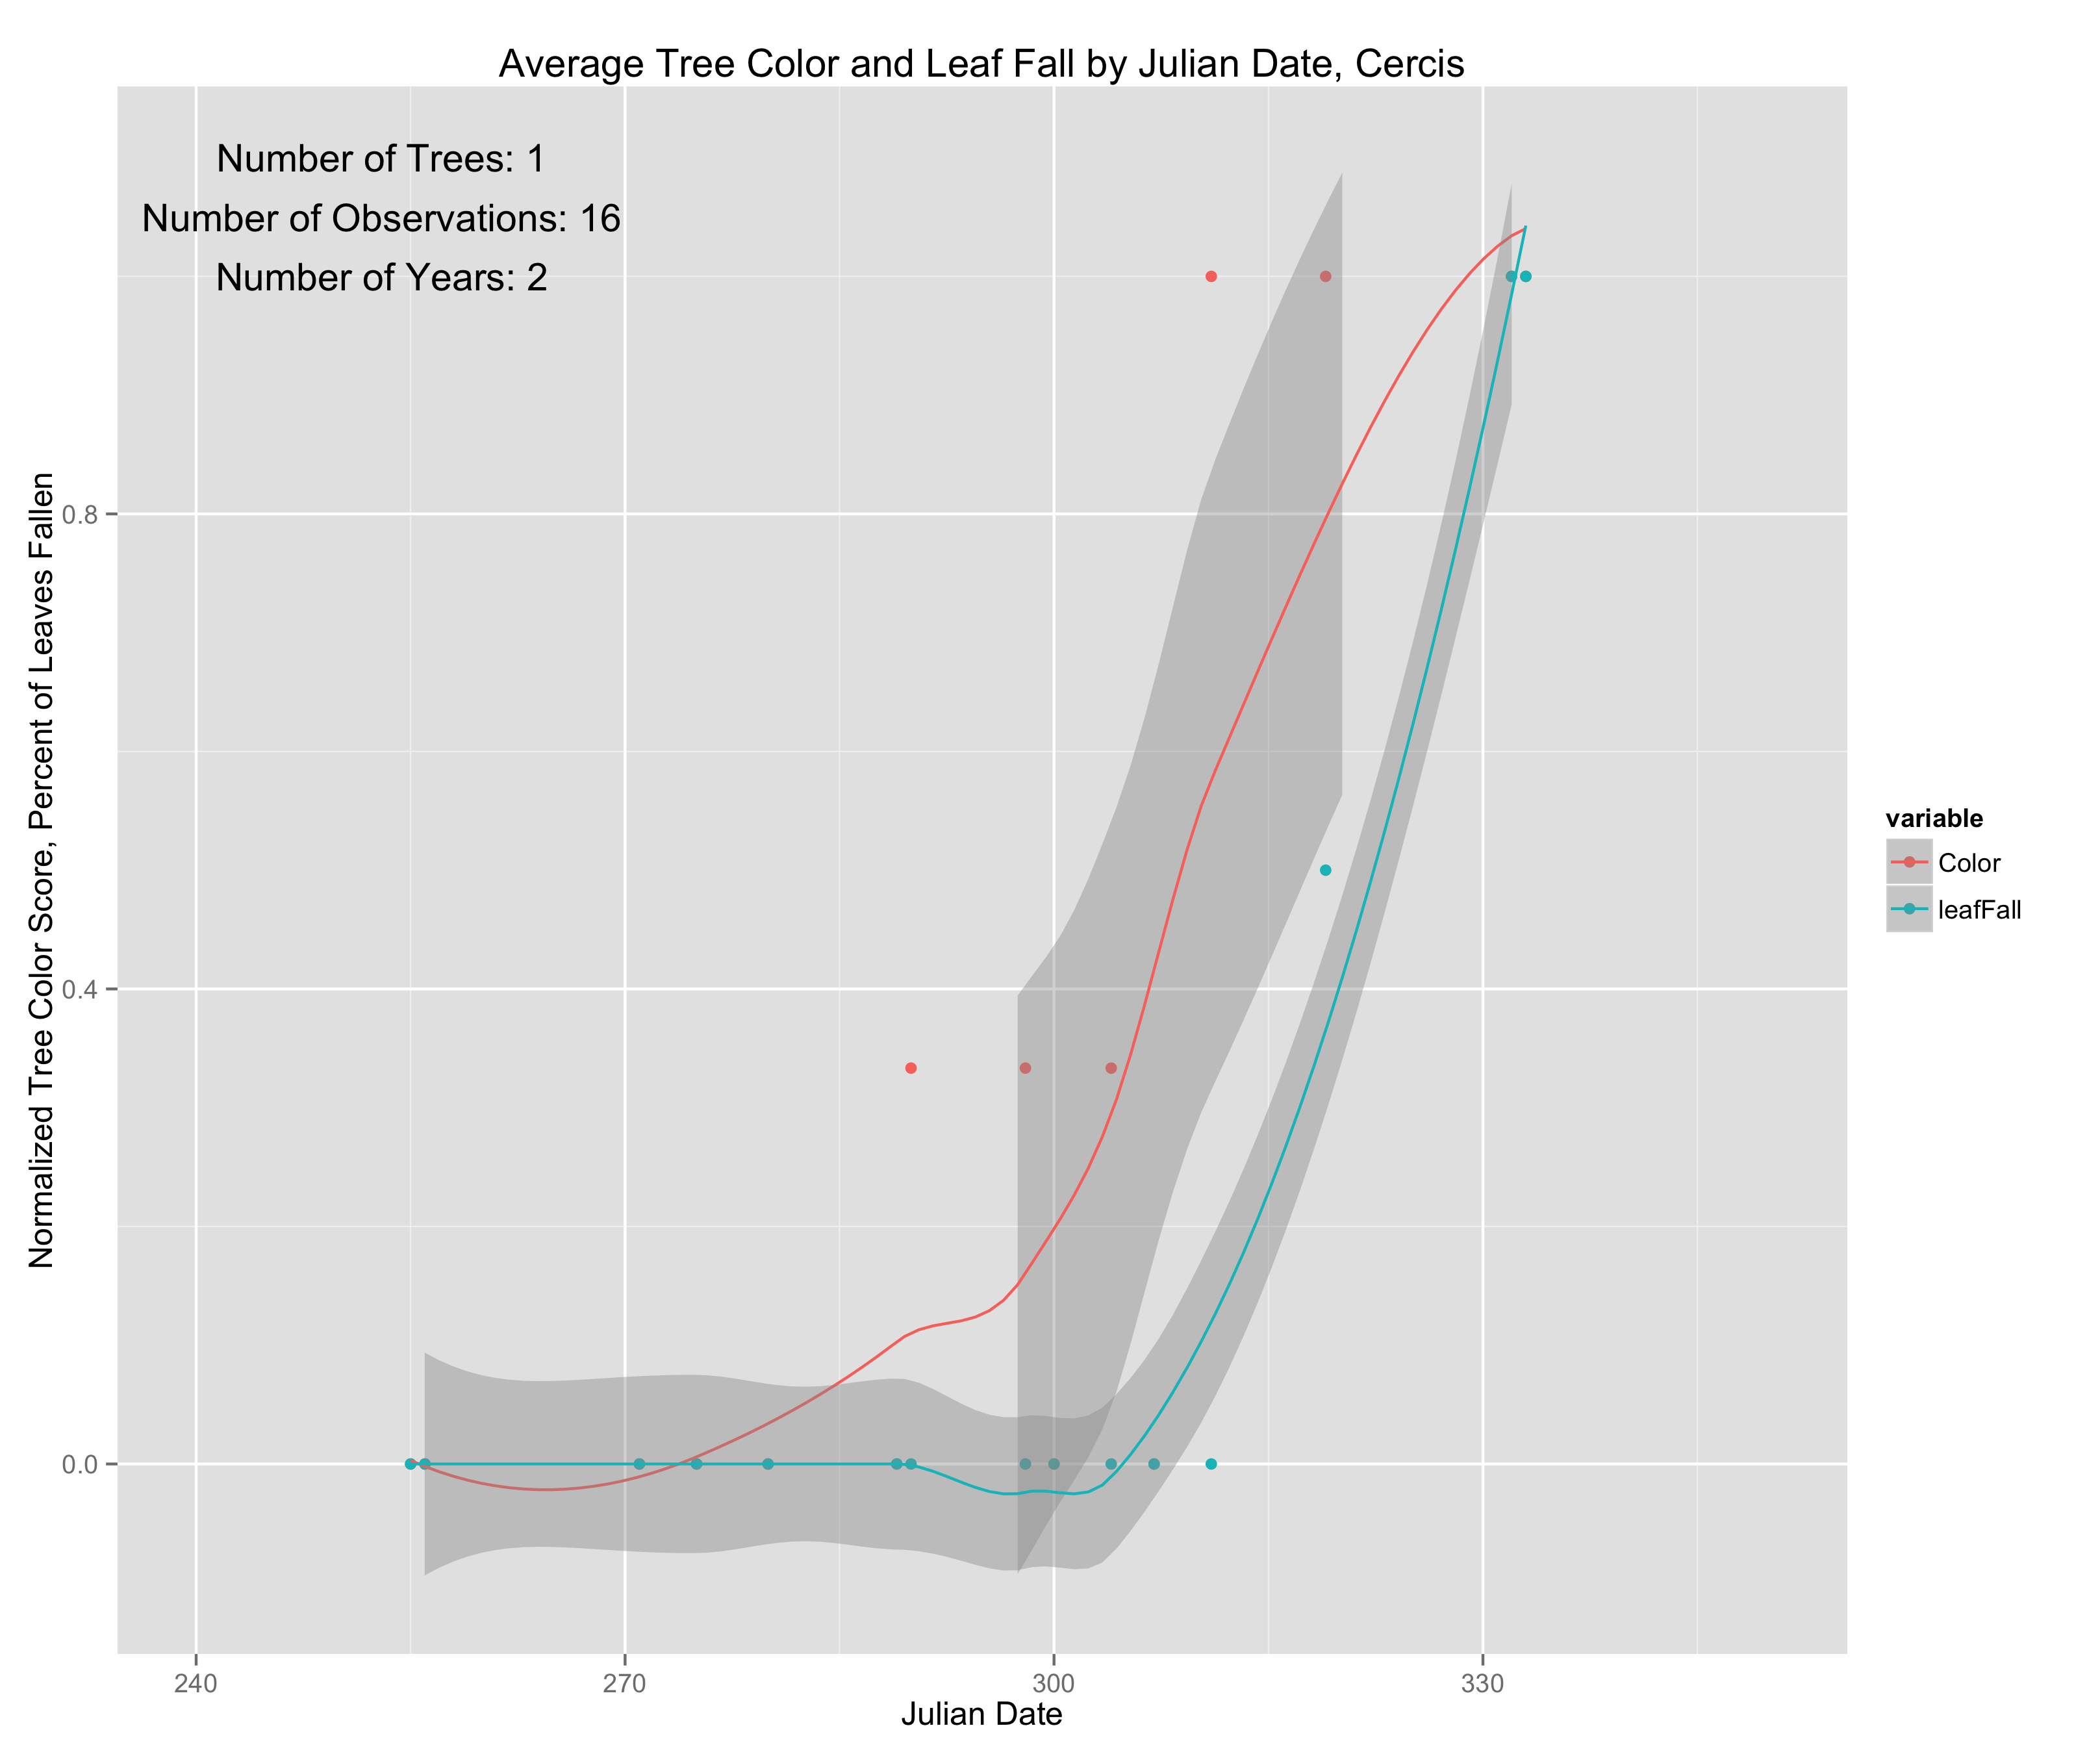 Average Tree Color and Leaf Fall by Julian Date, Cercis
Number of Trees: 1
Number of Observations: 16
Number of Years: 2
Normalized Tree Color Score, Percent of Leaves Fallen
0.8
0.4
0.0
240
270
300
330
Julian Date
variable
Color
leafFall